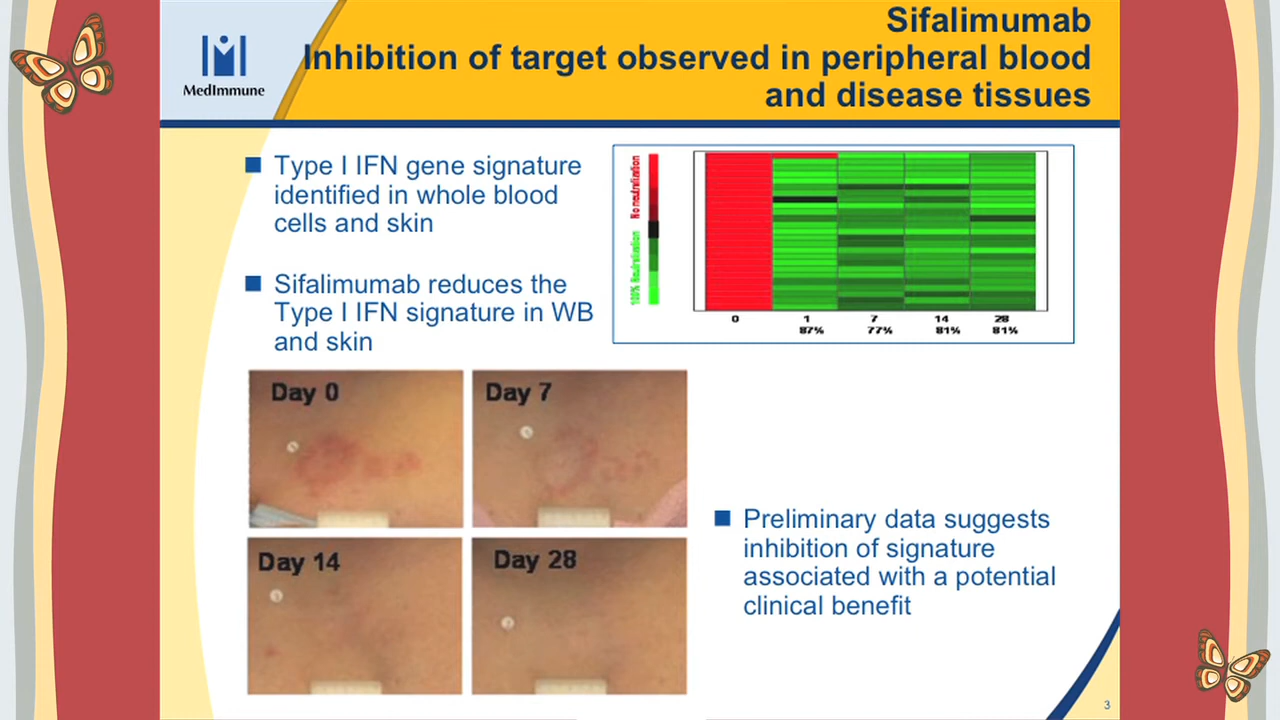 Sifalimumab
Inhibition of target observed in peripheral blood
and disease tissues
MedImmune
Type I IFN gene signature
identified in whole blood
cells and skin
Sifalimumab reduces the
Type I IFN signature in WB
and skin
No neutralization
100% Neutralization
0 1 7 14 28
87% 77% 81% 81%
Day 0
Day 7
Day 14
Day 28
Preliminary data suggests
inhibition of signature
associated with a potential
clinical benefit
3